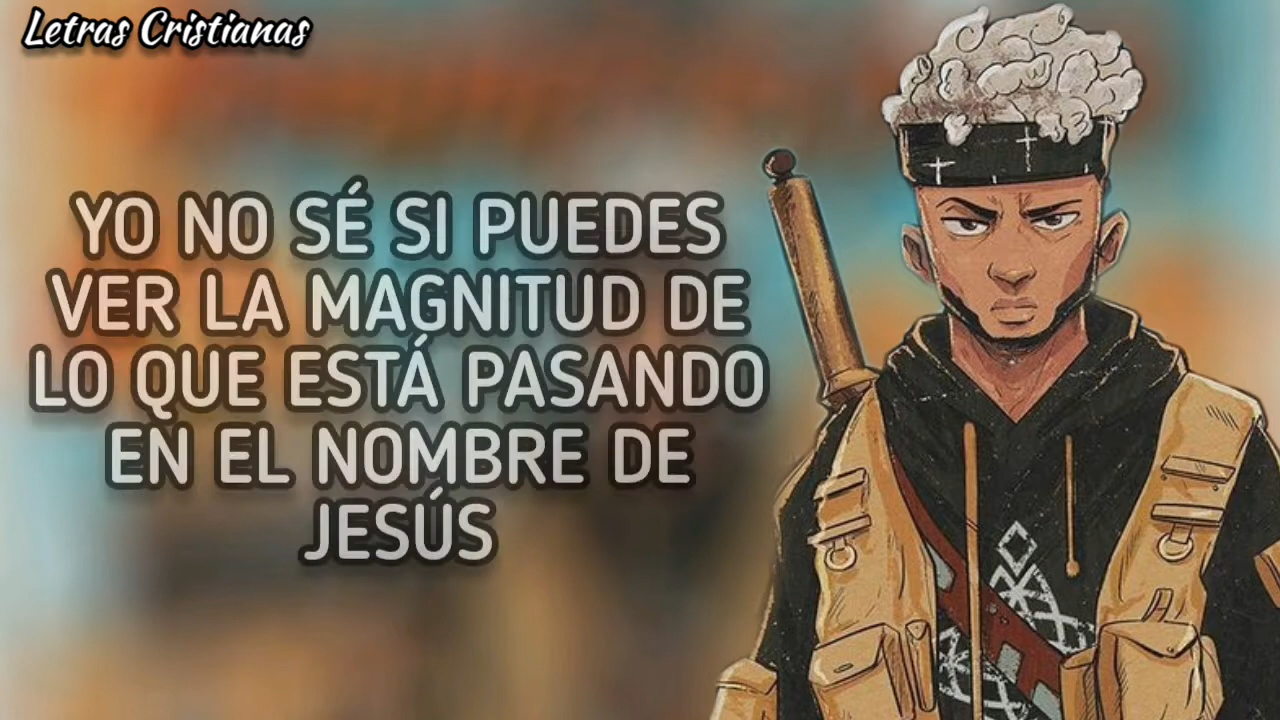 Letras Cristianas
YO NO SÉ SI PUEDES
VER LA MAGNITUD DE
LO QUE ESTÁ PASANDO
EN EL NOMBRE DE
JESÚS